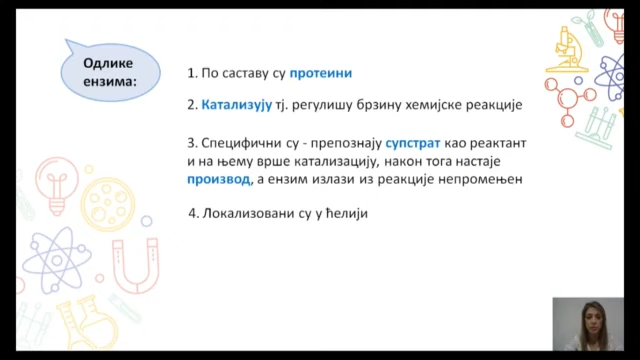 Одлике
ензима:
1. По саставу су протеини
2. Катализују тј. регулишу брзину хемијске реакције
3. Специфични су - препознају супстрат као реактант
и на њему врше катализацију, након тога настаје
производ, а ензим излази из реакције непромењен
4. Локализовани су у ћелији